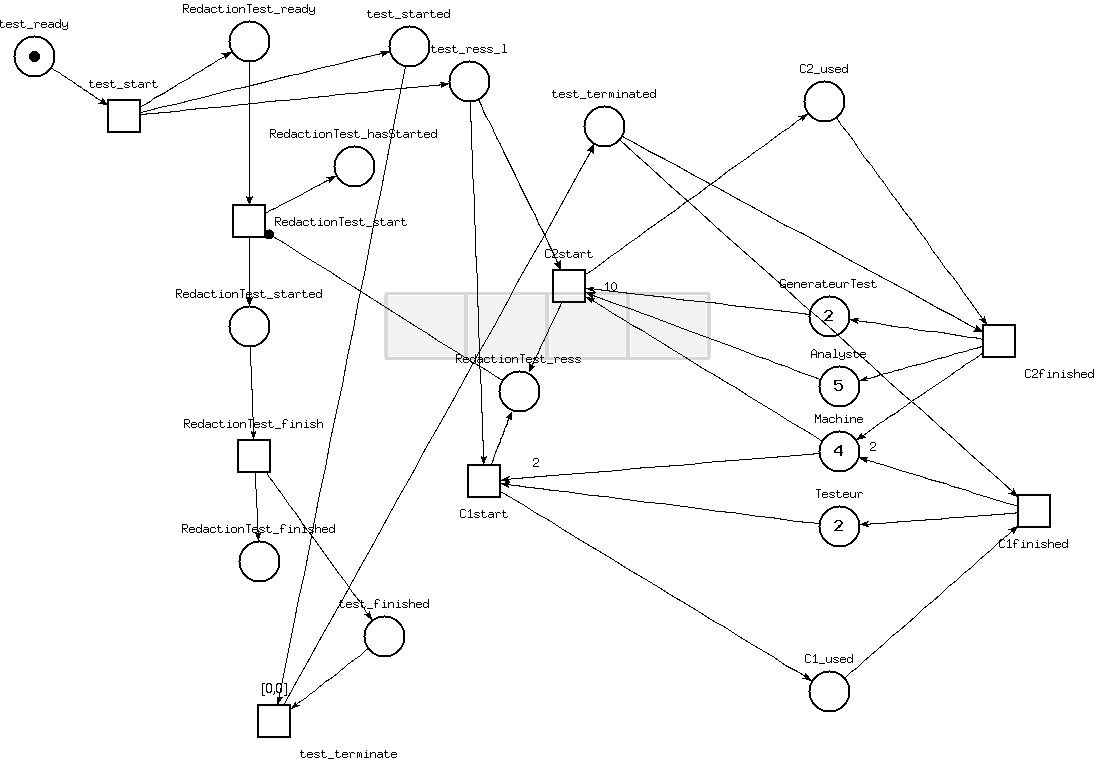 test_ready
RedactionTest_ready
test_started
test_ress_1
test_start
C2_used
test_terminated
RedactionTest_hasStarted
RedactionTest_start
C2start
10
GenerateurTest
2
RedactionTest_started
Analyste
5
C2finished
RedactionTest_ress
Machine
4
2
RedactionTest_finish
2
Testeur
2
C1start
RedactionTest_finished
C1finished
test_finished
C1_used
[0,0]
test_terminate